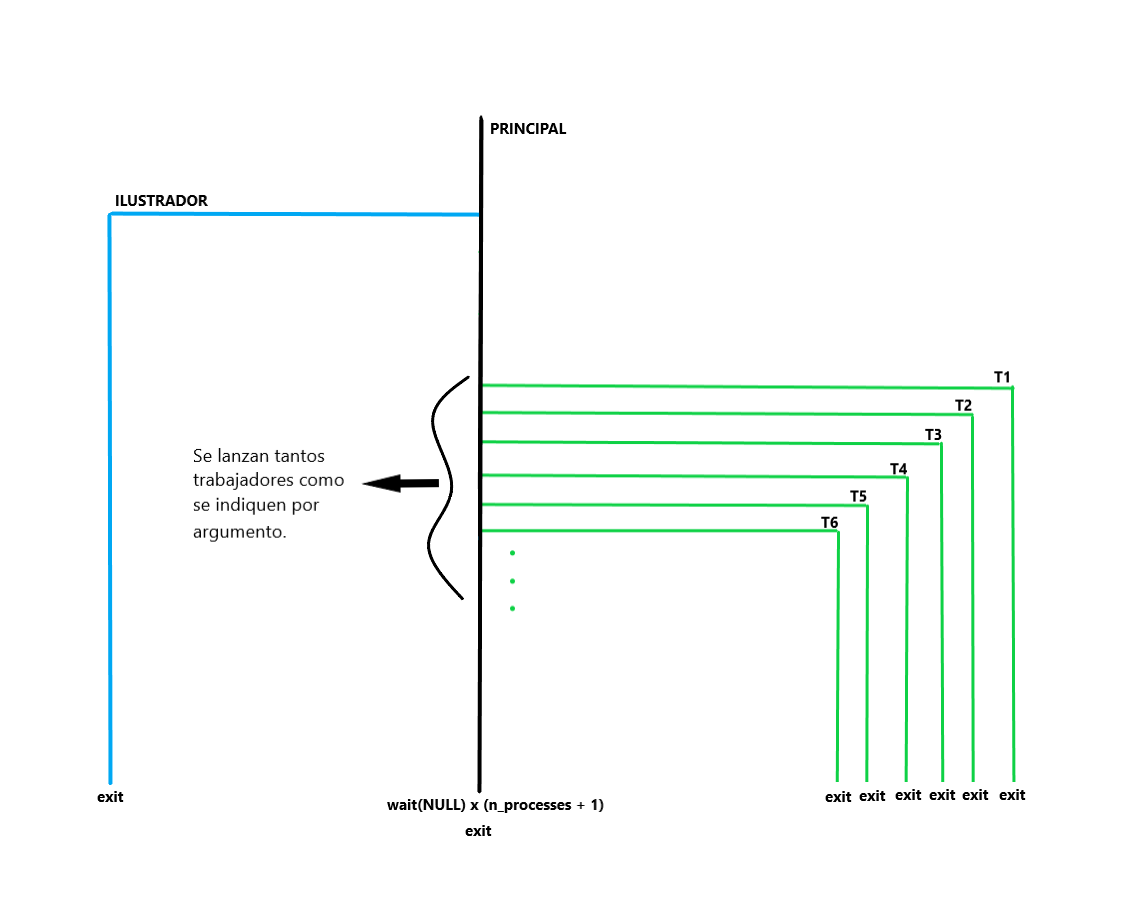 PRINCIPAL
ILUSTRADOR
T1
T2
T3
Se lanzan tantos
trabajadores como
se indiquen por
argumento.
T4
T5
T6
exit
wait(NULL) x (n_processes + 1)
exit
exit exit exit exit exit exit